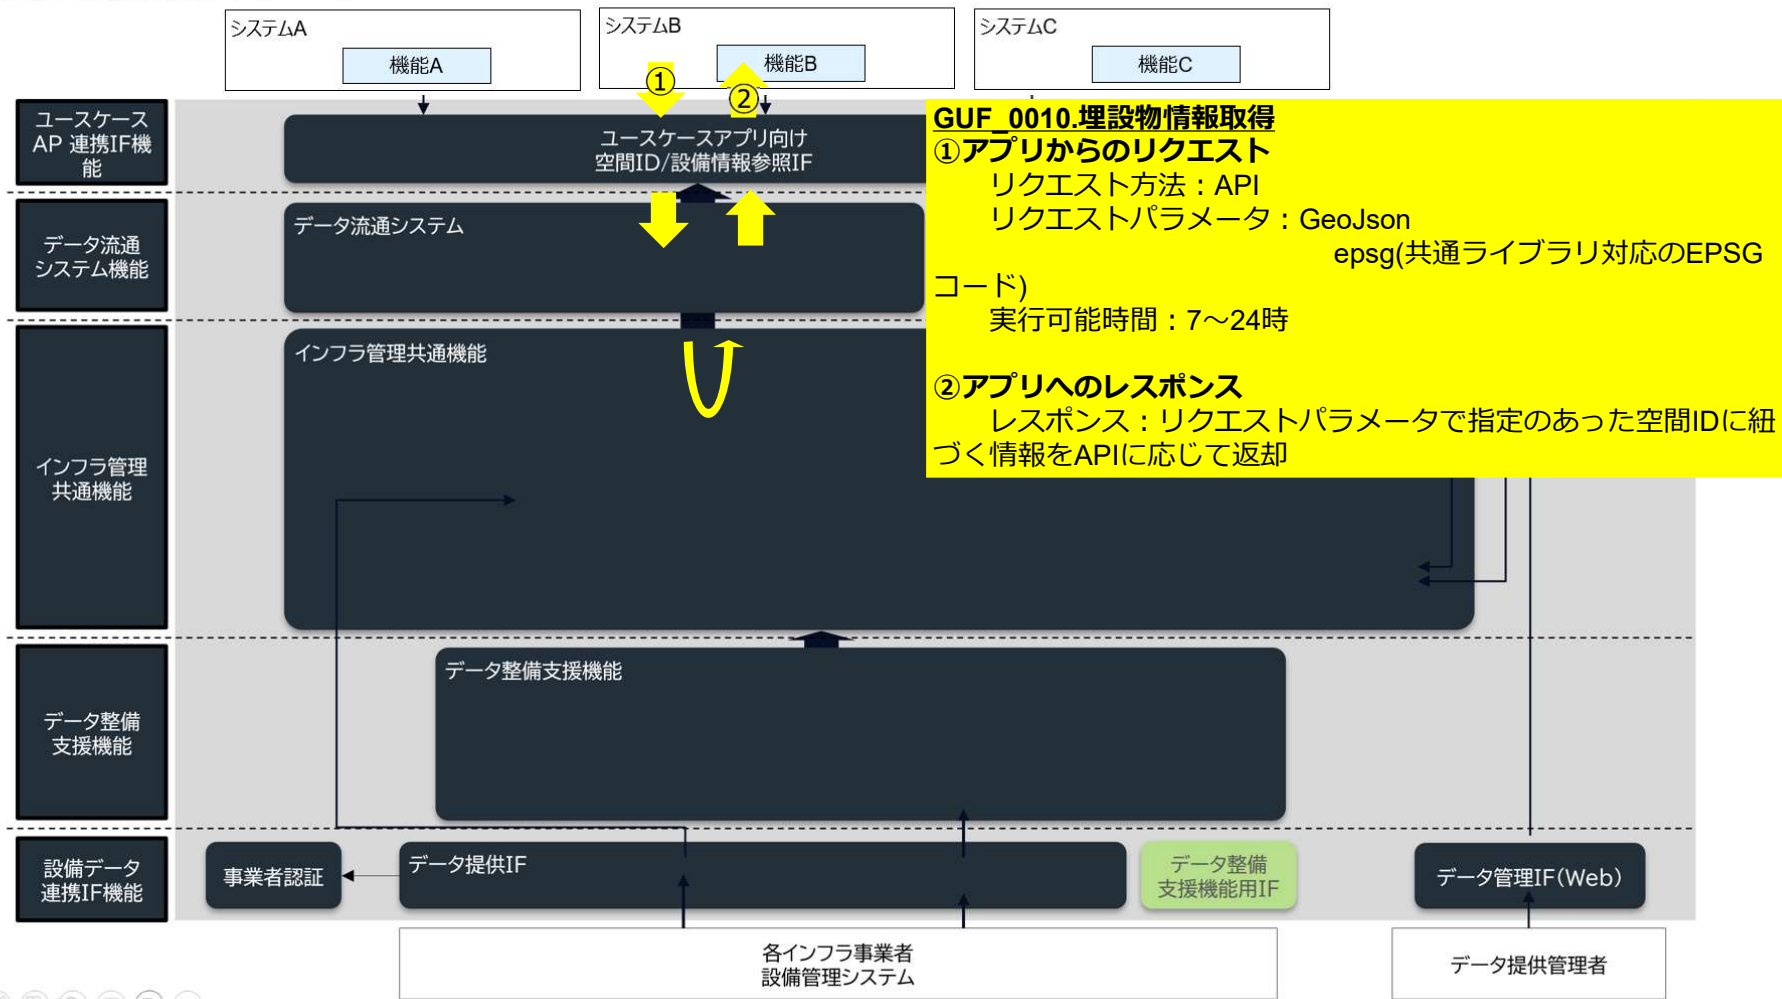 システムA
機能A
システムB
機能B
システムC
機能C
①
②
ユースケース
AP 連携IF機
能
ユースケースアプリ向け
空間ID/設備情報参照IF
GUF_0010.埋設物情報取得
①アプリからのリクエスト
リクエスト方法：API
リクエストパラメータ：GeoJson
epsg(共通ライブラリ対応のEPSG
コード)
実行可能時間：7～24時
②アプリへのレスポンス
レスポンス：リクエストパラメータで指定のあった空間IDに紐
づく情報をAPIに応じて返却
データ流通
システム機能
データ流通システム
インフラ管理
共通機能
インフラ管理共通機能
データ整備
支援機能
データ整備支援機能
設備データ
連携IF機能
事業者認証
データ提供IF
データ整備
支援機能用IF
データ管理IF(Web)
各インフラ事業者
設備管理システム
データ提供管理者